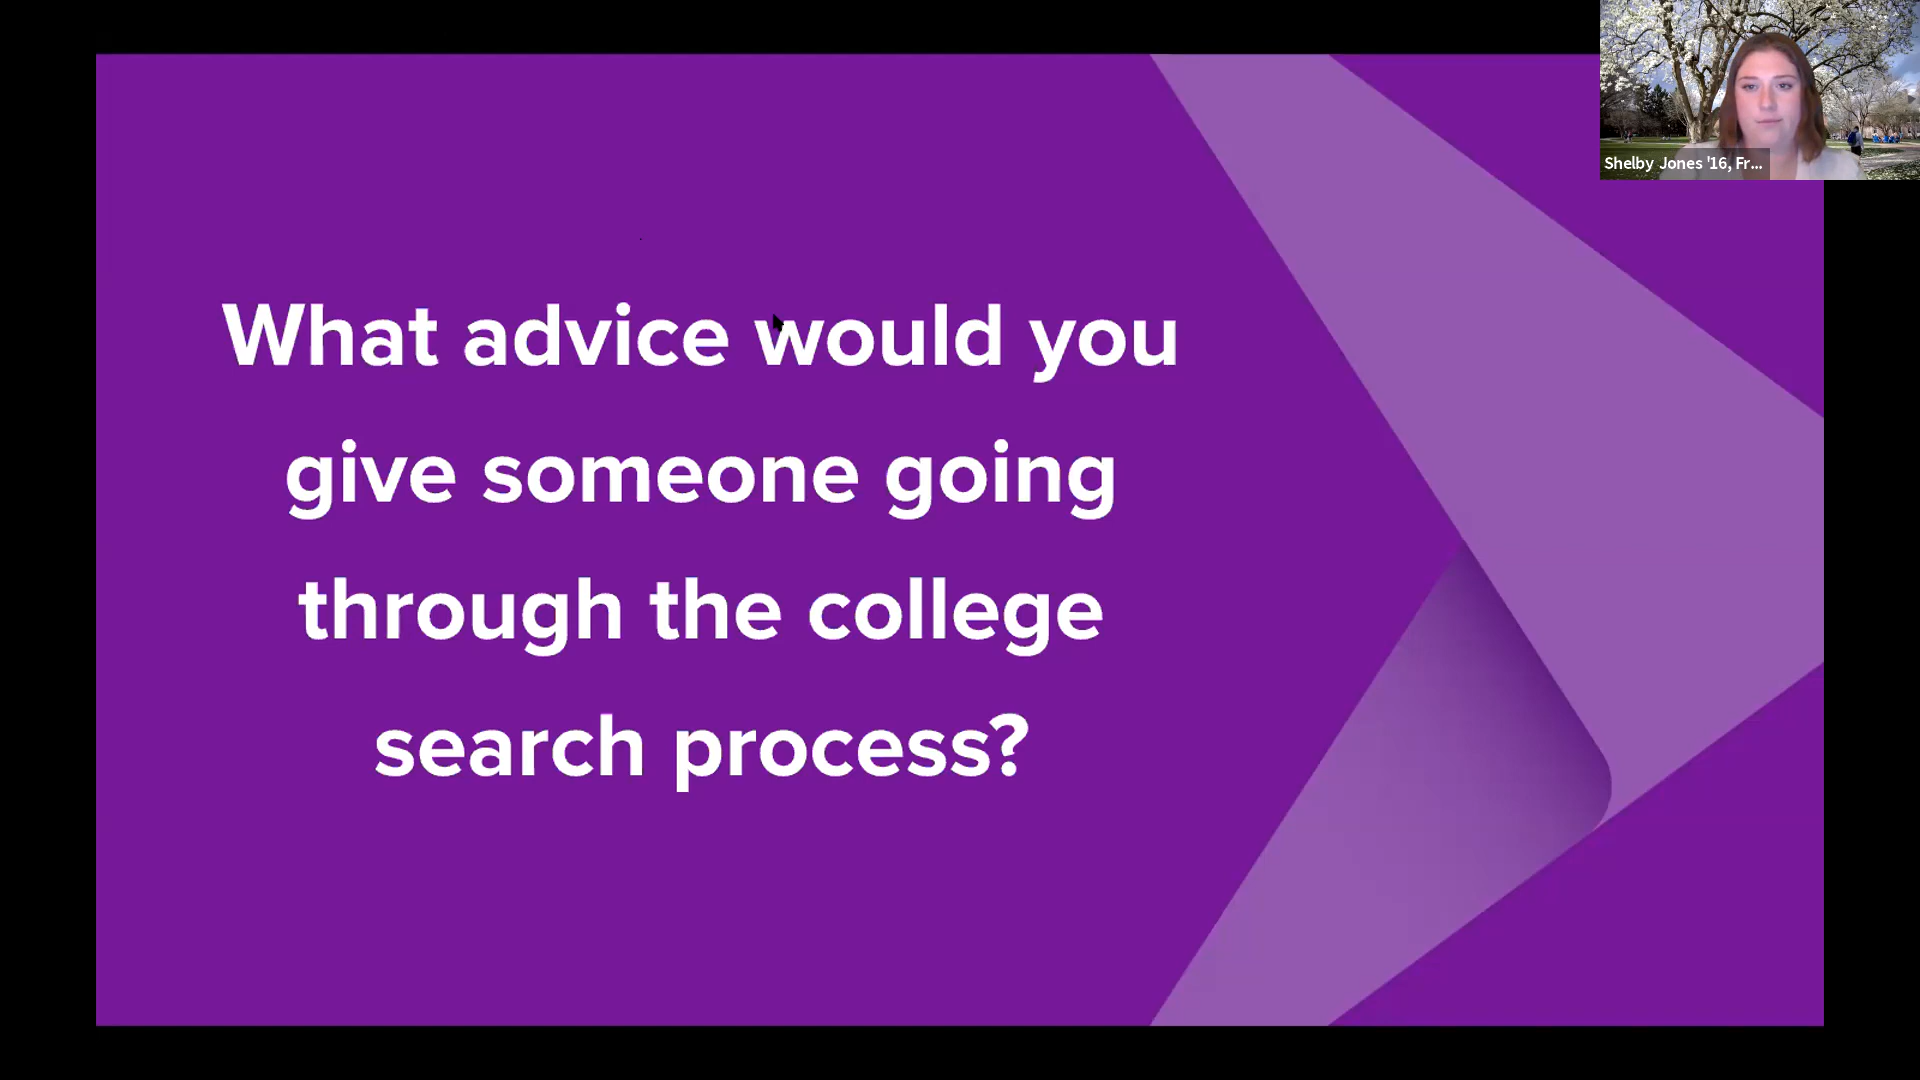 Shelby Jones '16, Fr...
What advice would you
give someone going
through the college
search process?